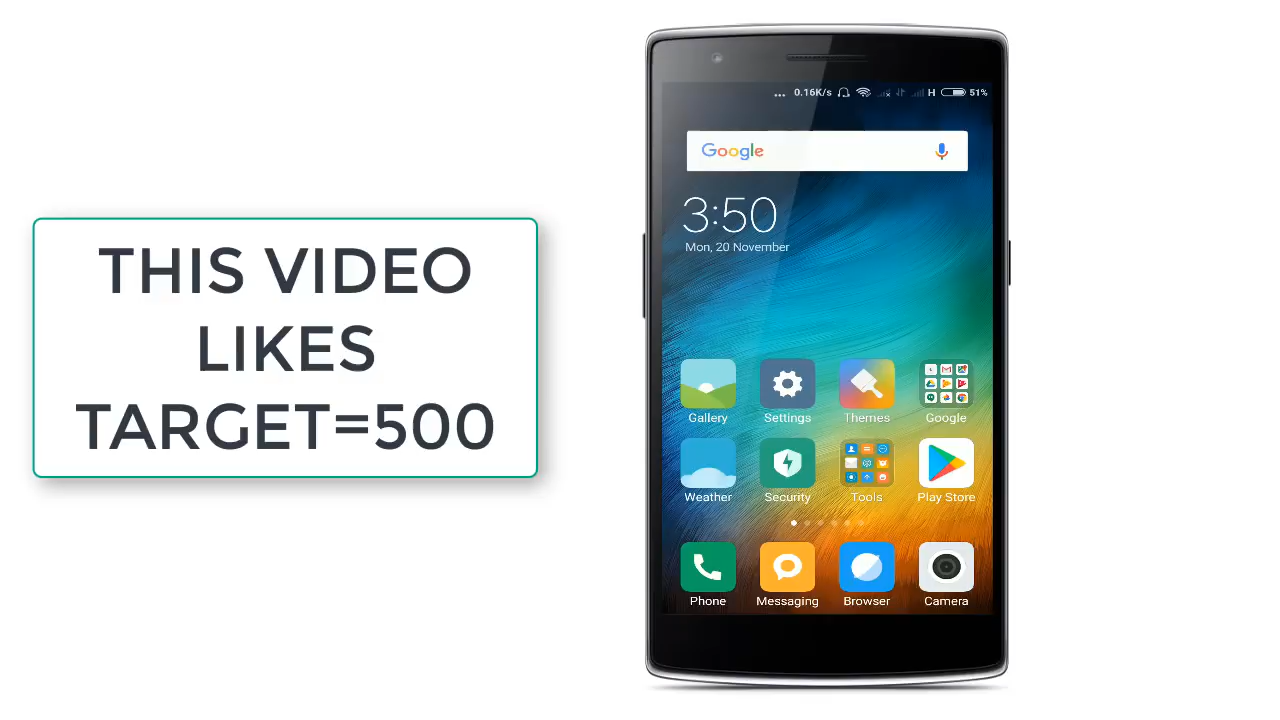 THIS VIDEO
LIKES
TARGET=500
... 0.16K/s H 51%
Google
3:50
Mon, 20 November
Gallery Settings Themes Google
Weather Security Tools Play Store
Phone Messaging Browser Camera